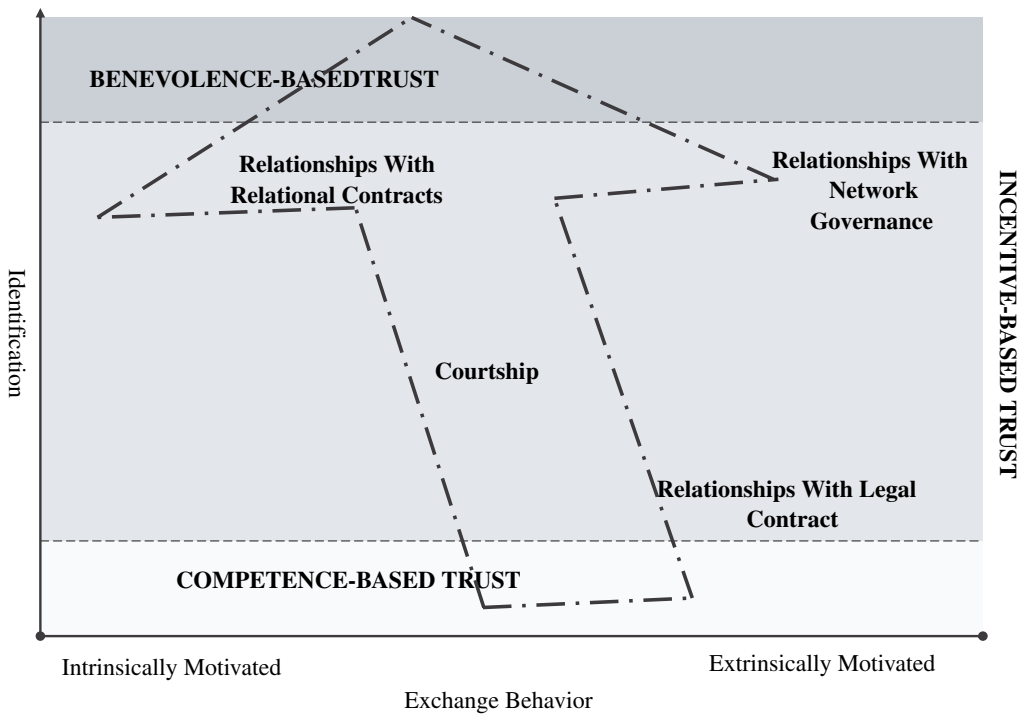 BENEVOLENCE-BASEDTRUST
Relationships With
Relational Contracts
Relationships With
Network
Governance
INCENTIVE-BASED TRUST
Identification
Courtship
Relationships With Legal
Contract
COMPETENCE-BASED TRUST
Intrinsically Motivated
Extrinsically Motivated
Exchange Behavior